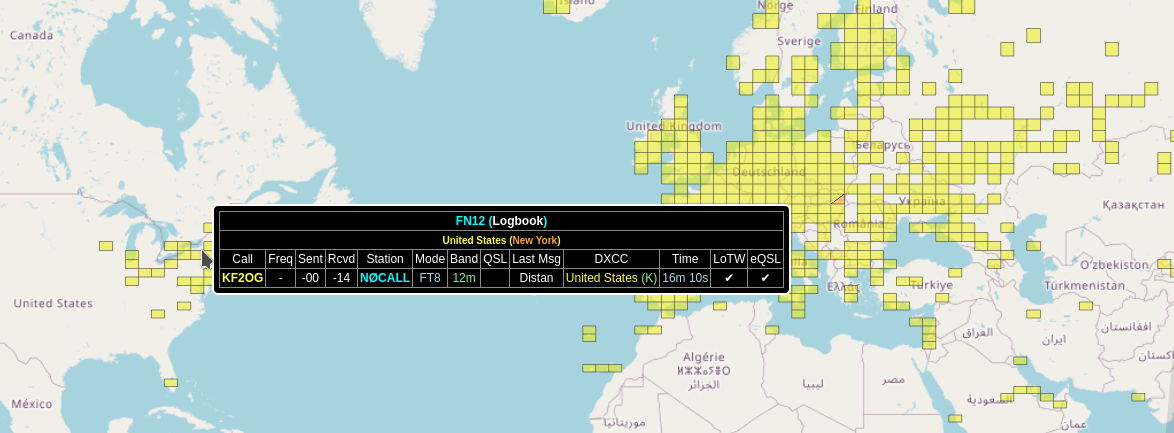 Ísland
Norge
Finland
Canada
Sverige
United Kingdom
Беларусь
Deutschland
Україна
Қазақстан
România
FN12 (Logbook)
United States (New York)
Call Freq Sent Rcvd Station Mode Band QSL Last Msg DXCC Time LoTW eQSL
KF2OG - -00 -14 NØCALL FT8 12m Distan United States (K) 16m 10s ✔ ✔
O'zbekiston
Ελλάς
Türkiye
Türkmenistan
United States
افغانستان
العراق
ایران
Algérie
ⵍⵣⵣⴰⵢⴻⵔ
الجزائر
ليبيا
مصر
السعودية
México
موريتانيا
عمان